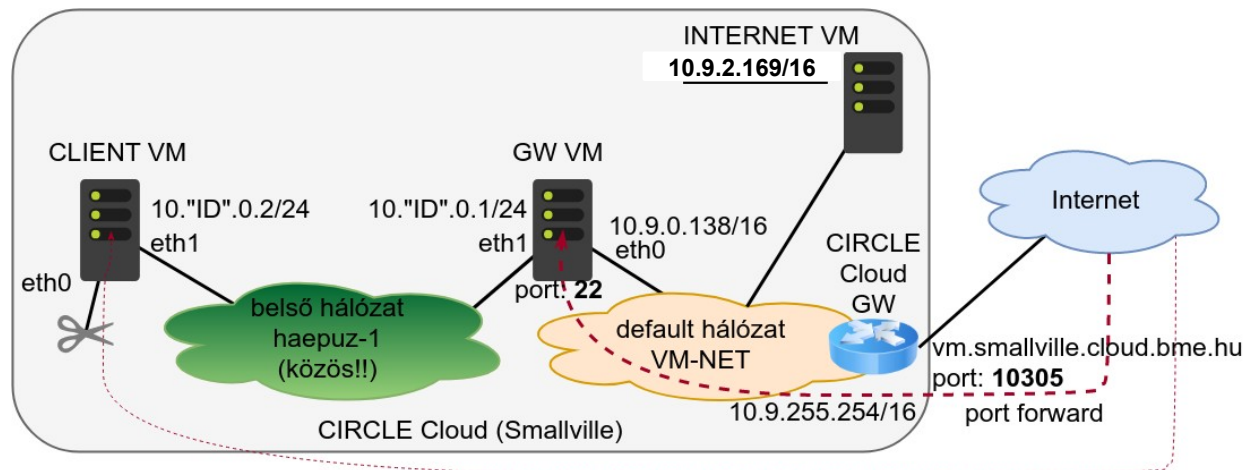 INTERNET VM
10.9.2.169/16
CLIENT VM
GW VM
10."ID".0.2/24
eth1
eth0
10."ID".0.1/24
eth1
10.9.0.138/16
eth0
port: 22
CIRCLE
Cloud
GW
Internet
belső hálózat
haepuz-1
(közös!!)
default hálózat
VM-NET
vm.smallville.cloud.bme.hu
port: 10305
10.9.255.254/16
port forward
CIRCLE Cloud (Smallville)